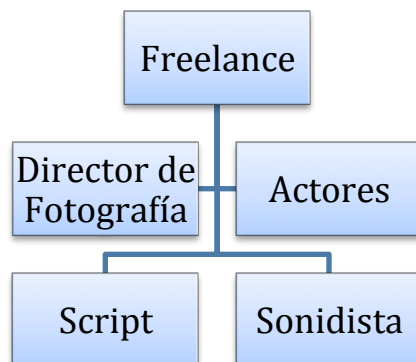 Freelance
Director de
Fotografía
Actores
Script
Sonidista